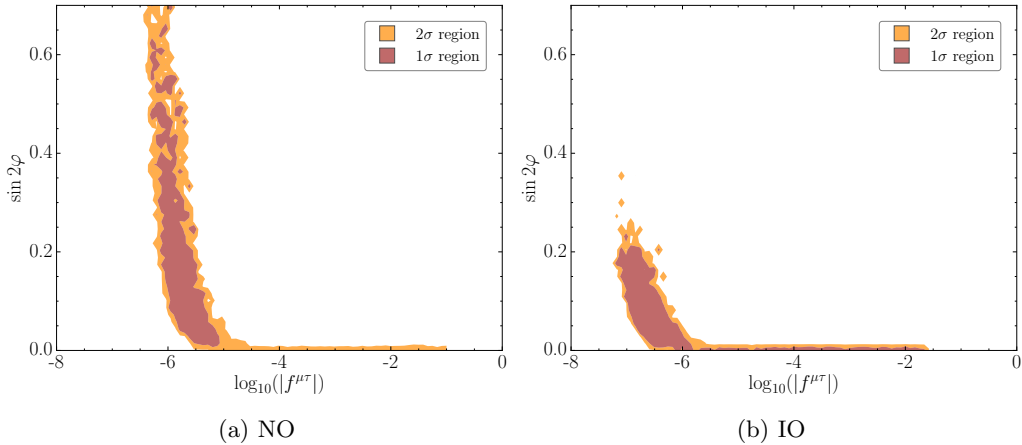 0.6
0.4
0.2
0.0
sin 2φ
-8
-6
-4
-2
0
log₁₀(|f^{μτ}|)
2σ region
1σ region
(a) NO
0.6
0.4
0.2
0.0
sin 2φ
-8
-6
-4
-2
0
log₁₀(|f^{μτ}|)
2σ region
1σ region
(b) IO